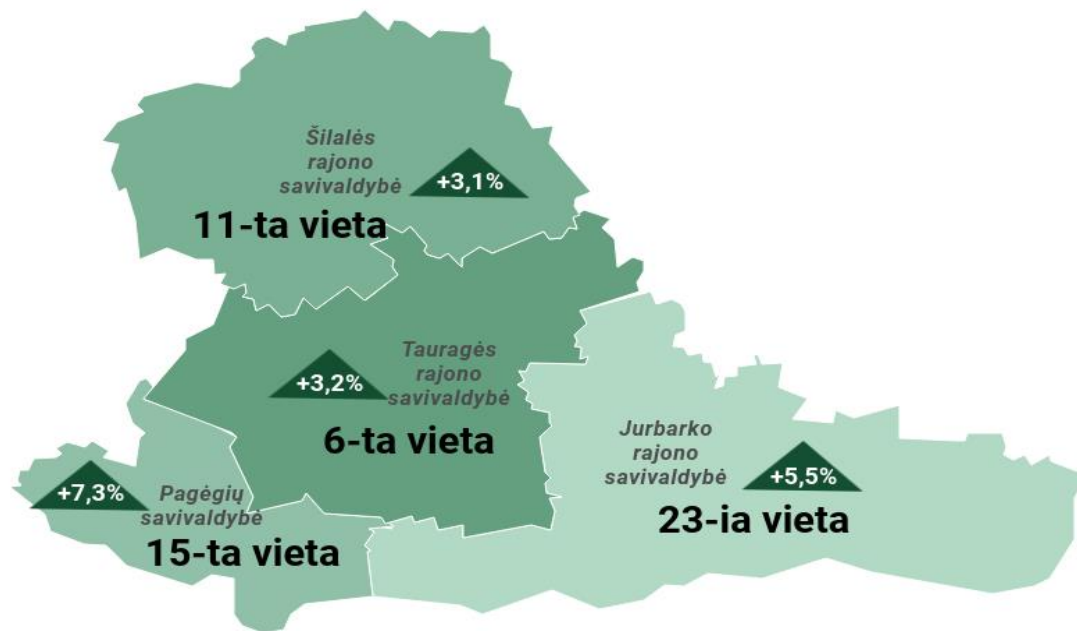 Šilalės
rajono
savivaldybė
+3,1%
11-ta vieta
Tauragės
rajono
savivaldybė
+3,2%
6-ta vieta
Jurbarko
rajono
savivaldybė
+5,5%
23-ia vieta
+7,3%
Pagėgių
savivaldybė
15-ta vieta